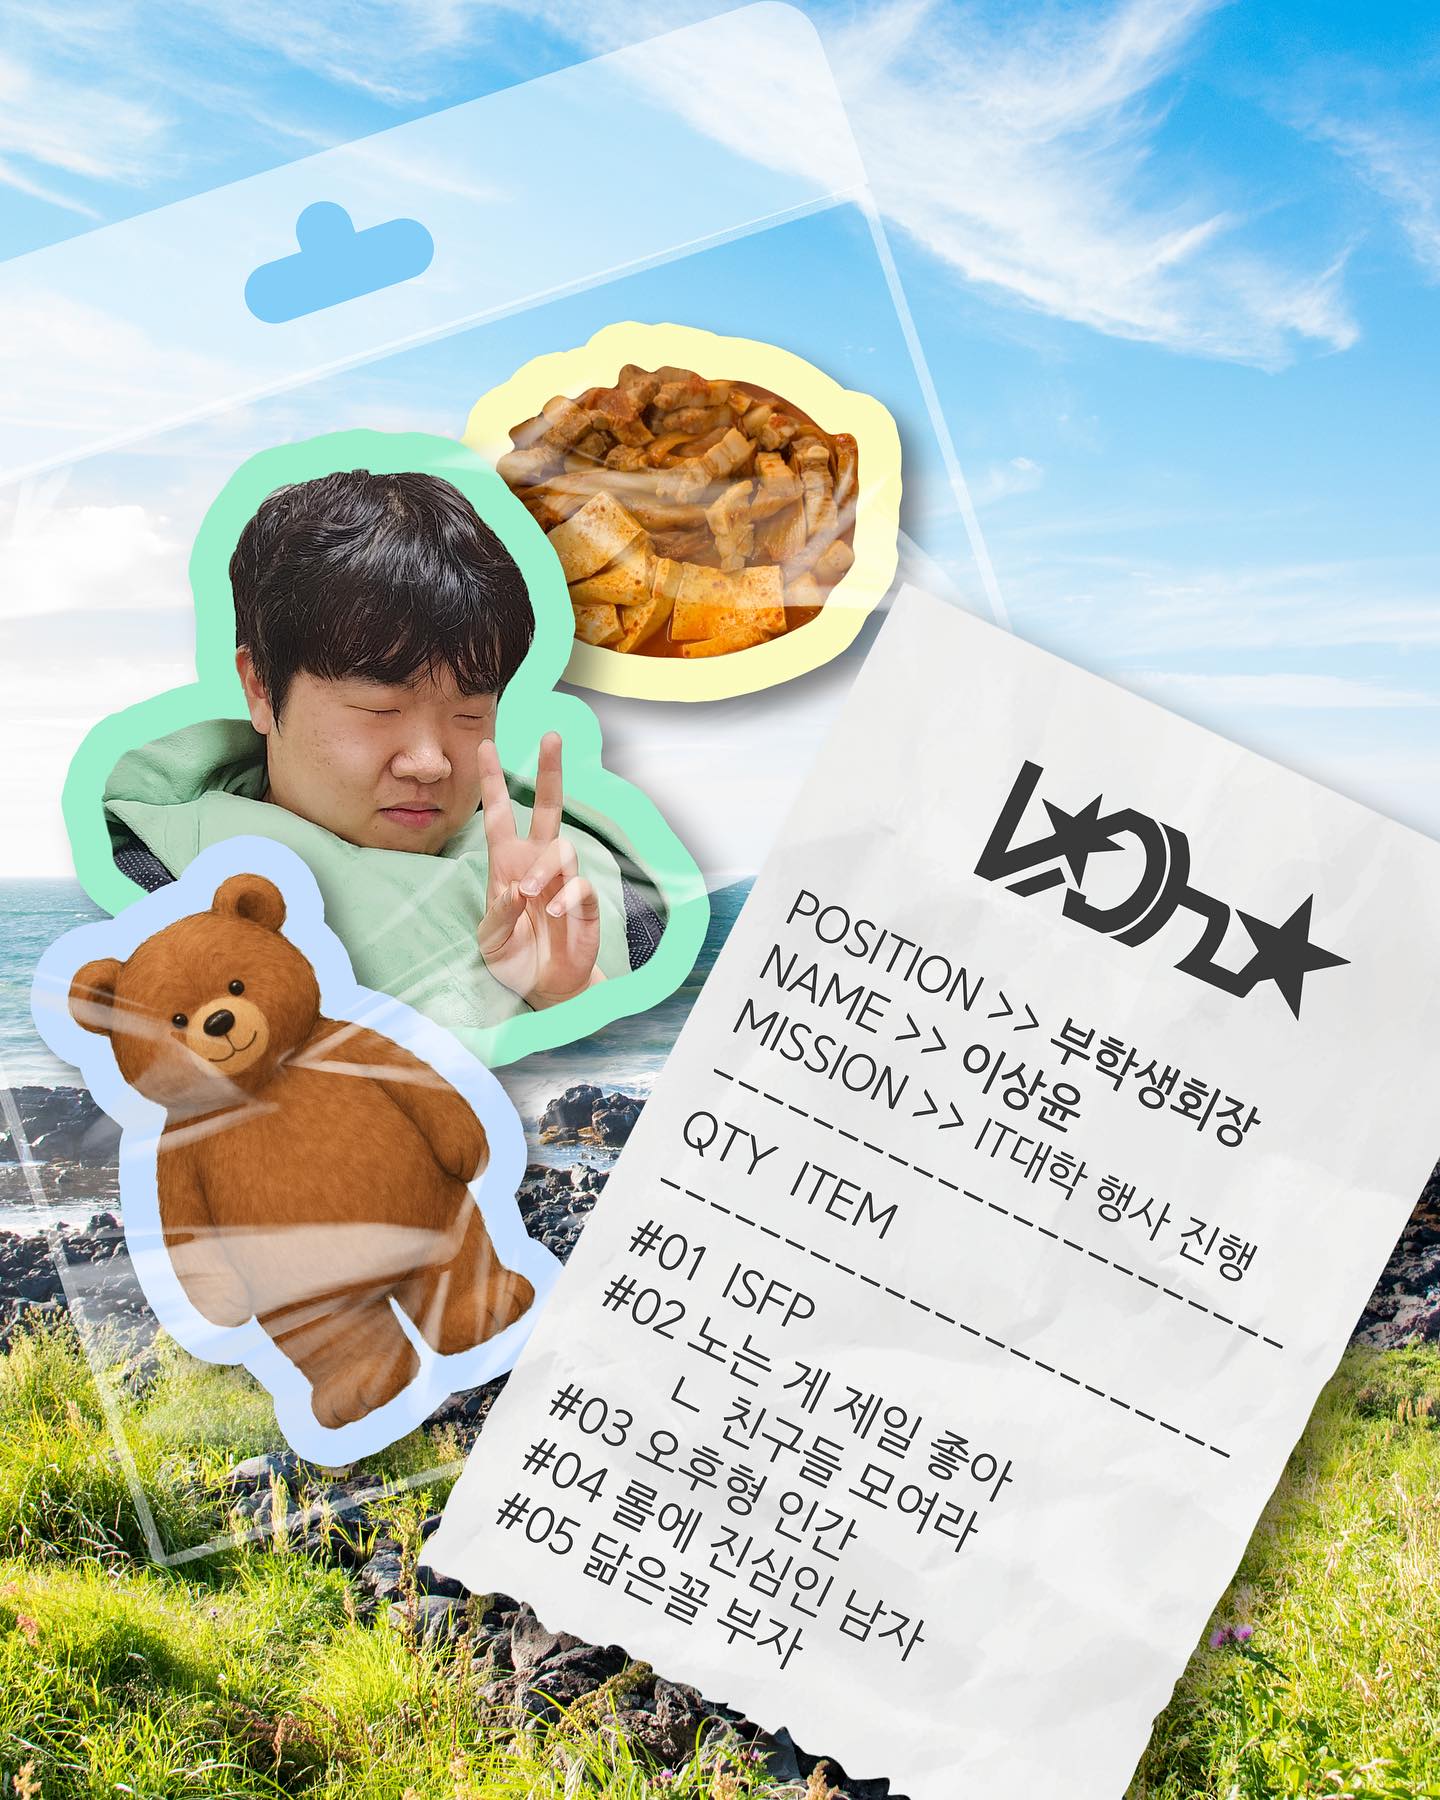 POSITION >> 부학생회장
NAME >> 이상윤
MISSION >> IT대학 행사 진행
QTY ITEM
#01 ISFP
#02 노는 게 제일 좋아
ㄴ 친구들 모여라
#03 오후형 인간
#04 롤에 진심인 남자
#05 닮은꼴 부자